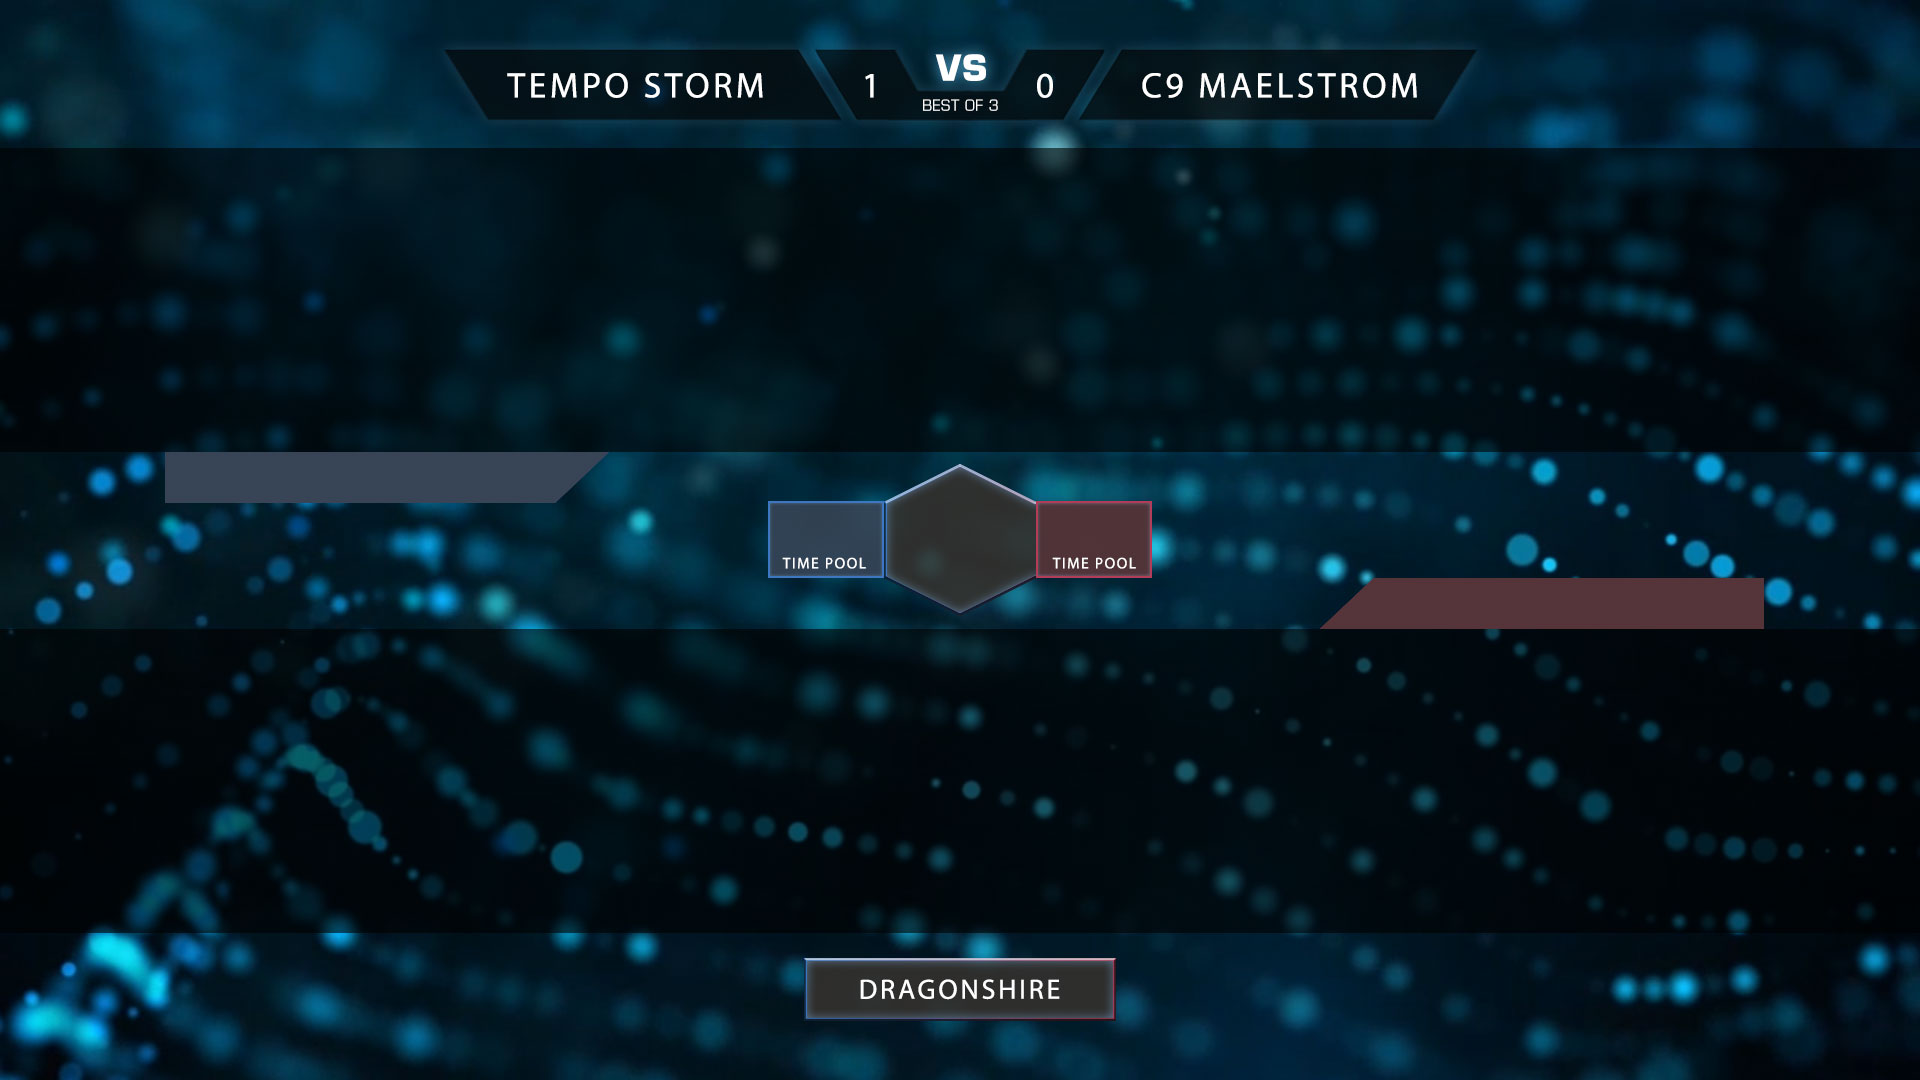 TEMPO STORM 1 VS 0 C9 MAELSTROM
BEST OF 3
TIME POOL TIME POOL
DRAGONSHIRE